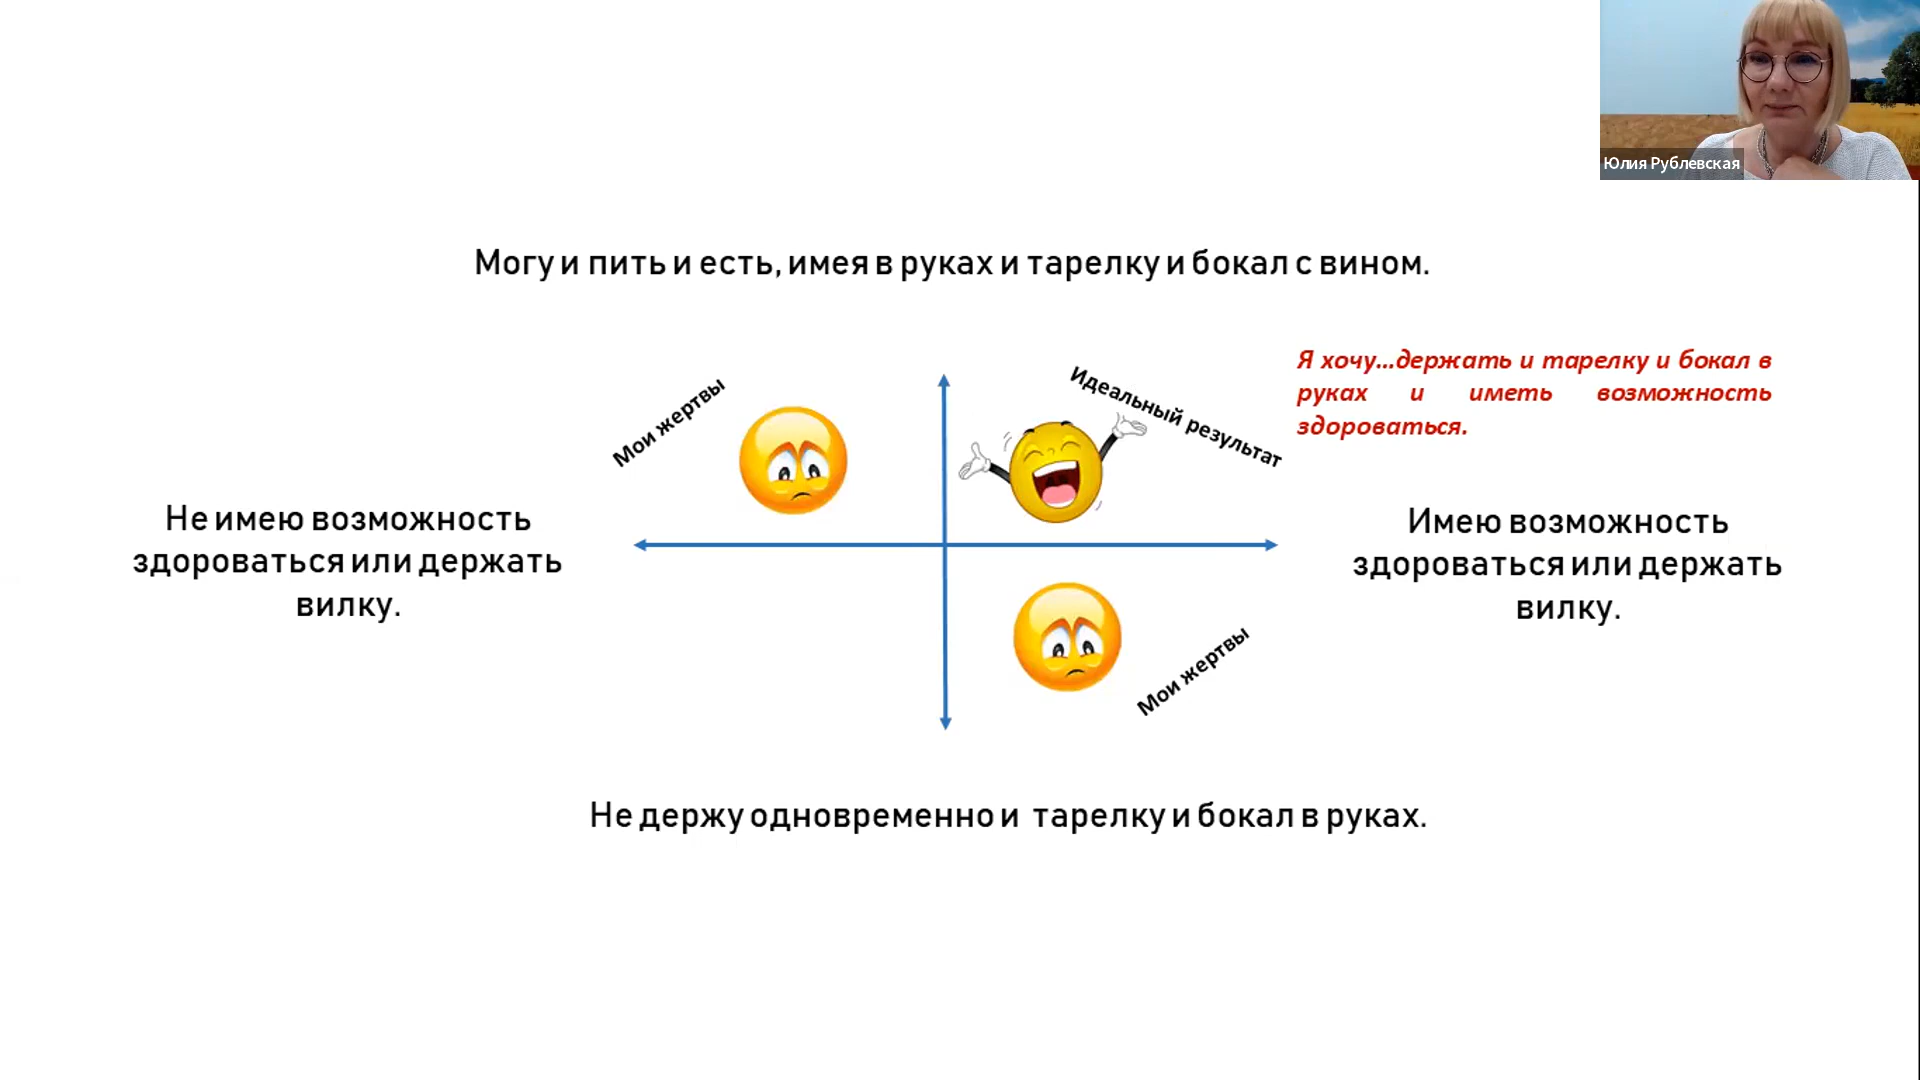 Юлия Рублевская
Могу и пить и есть, имея в руках и тарелку и бокал с вином.
Я хочу...держать и тарелку и бокал в
руках и иметь возможность
здороваться.
Мои жертвы
Идеальный результат
Не имею возможность
здороваться или держать
вилку.
Имею возможность
здороваться или держать
вилку.
Мои жертвы
Не держу одновременно и тарелку и бокал в руках.